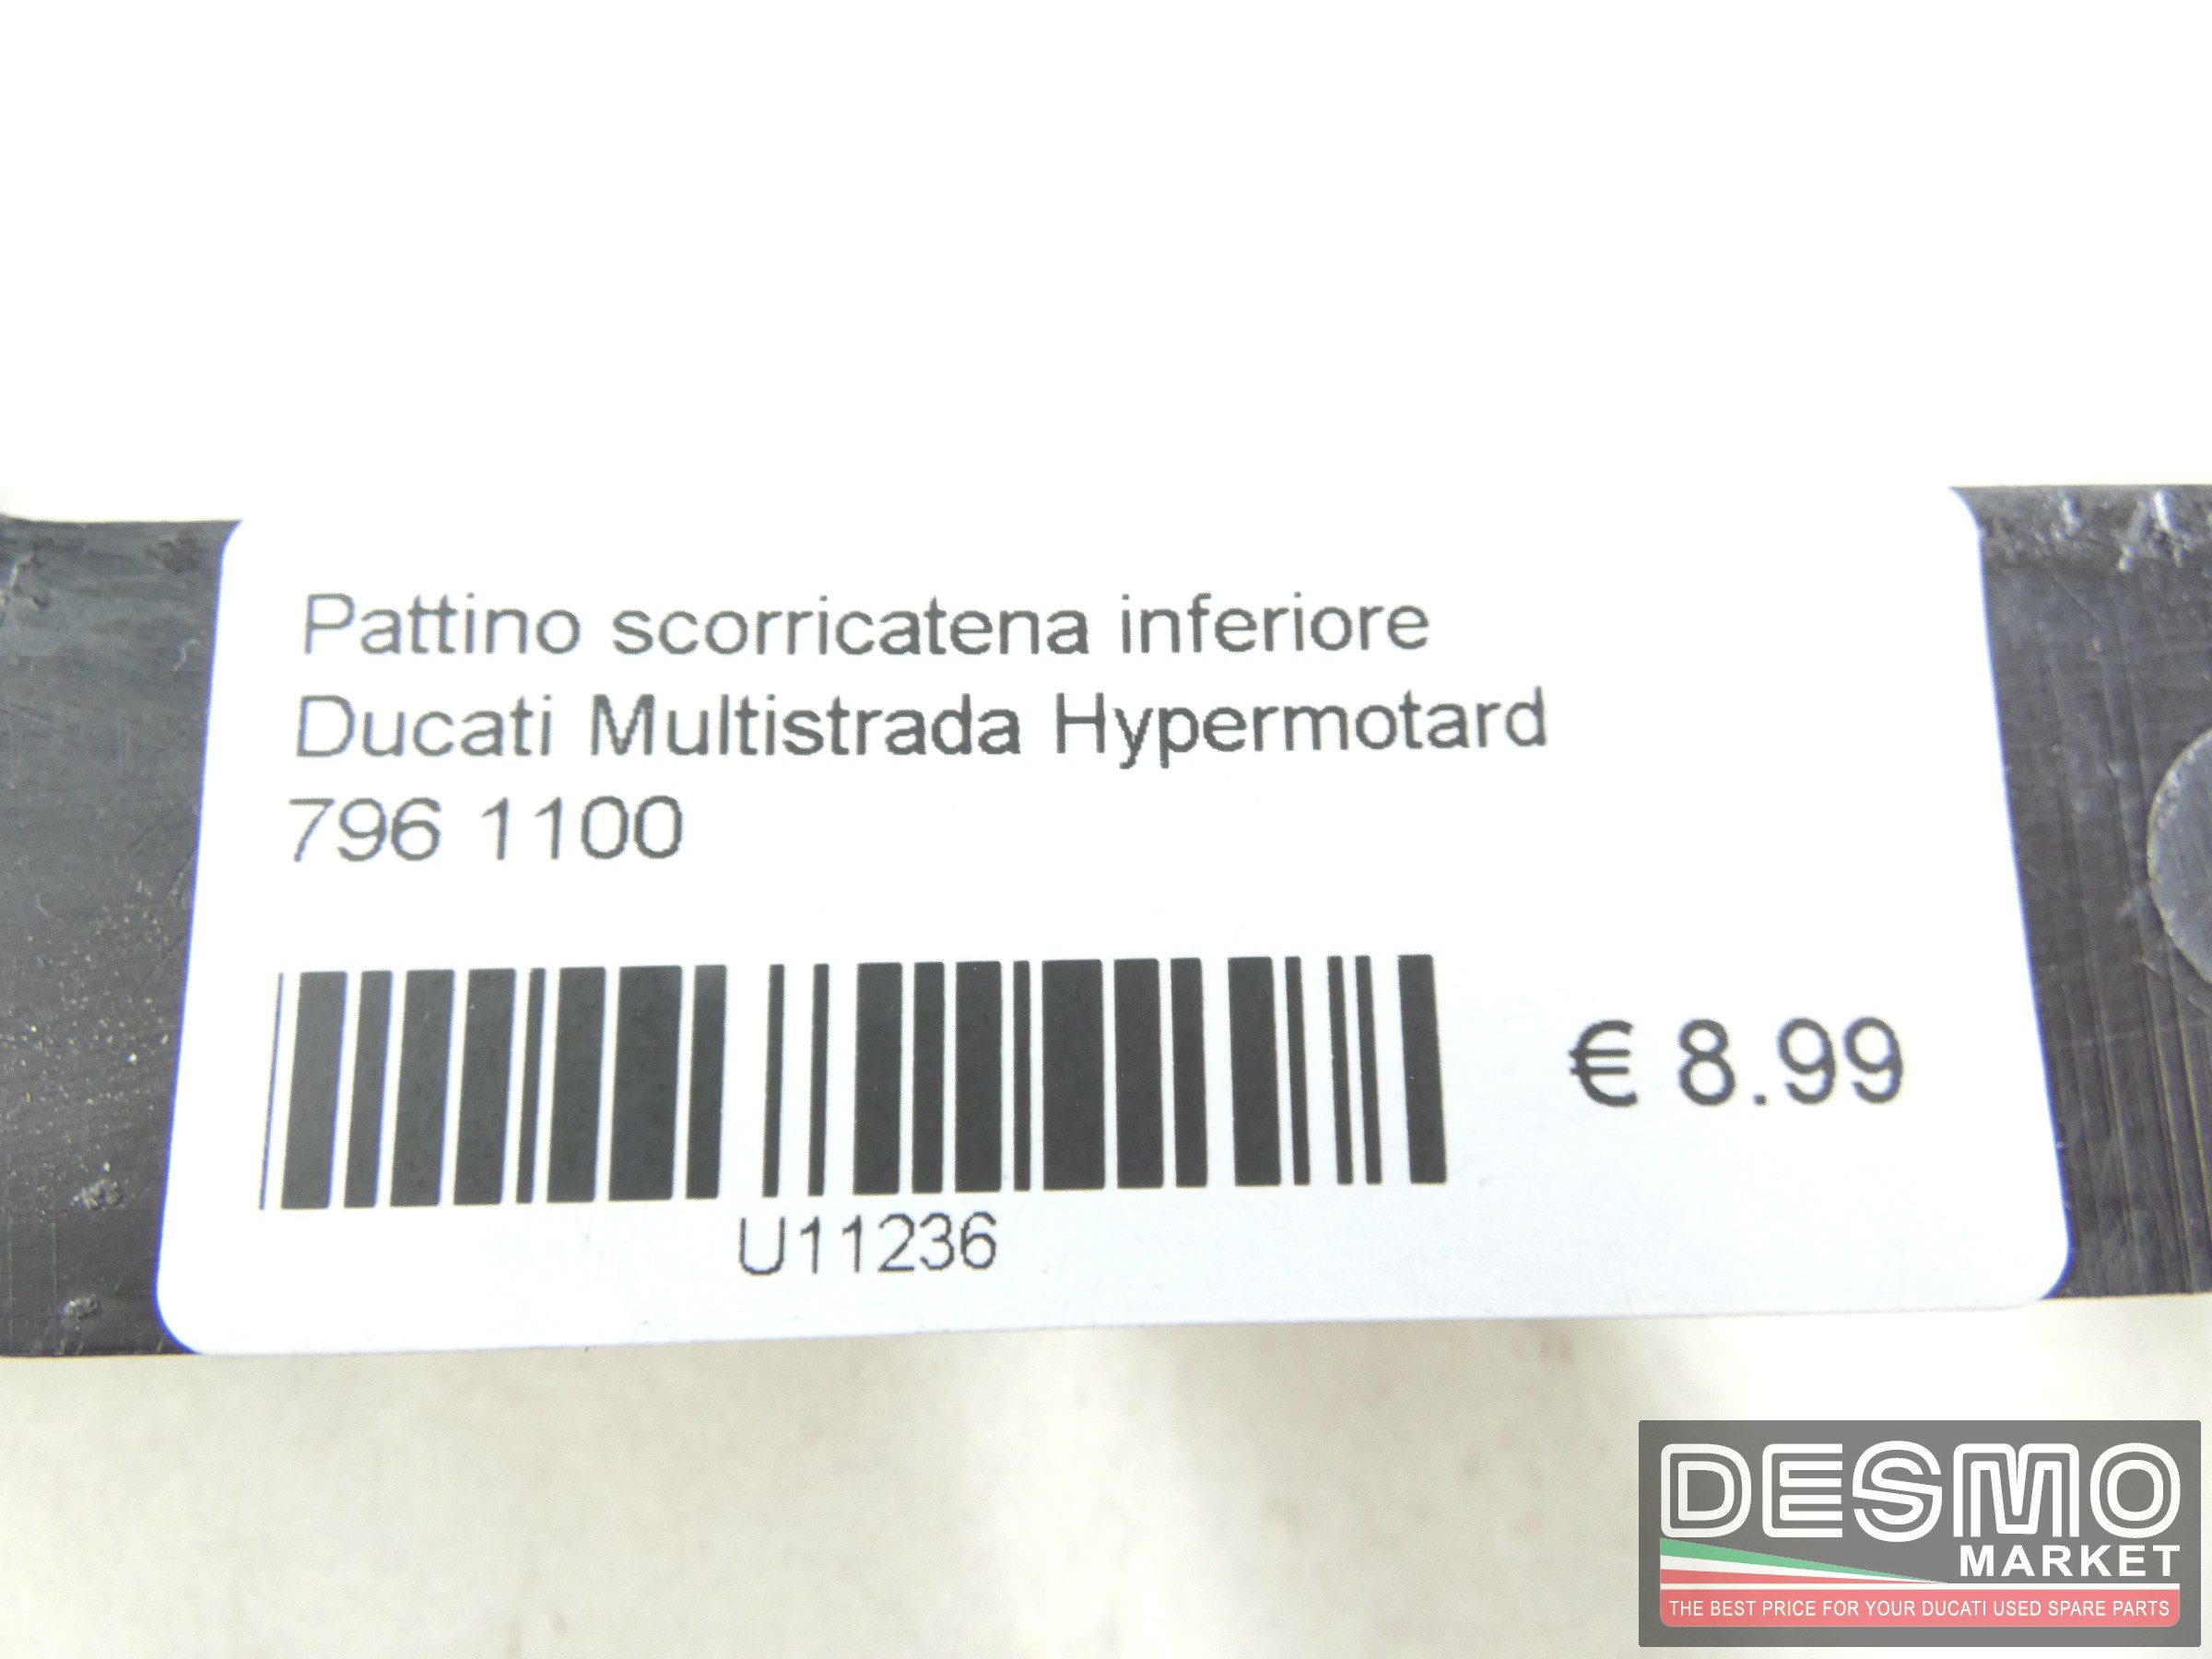 Pattino scorricatena inferiore
Ducati Multistrada Hypermotard
796 1100
€ 8.99
U11236
DESMO
MARKET
THE BEST PRICE FOR YOUR DUCATI USED SPARE PARTS